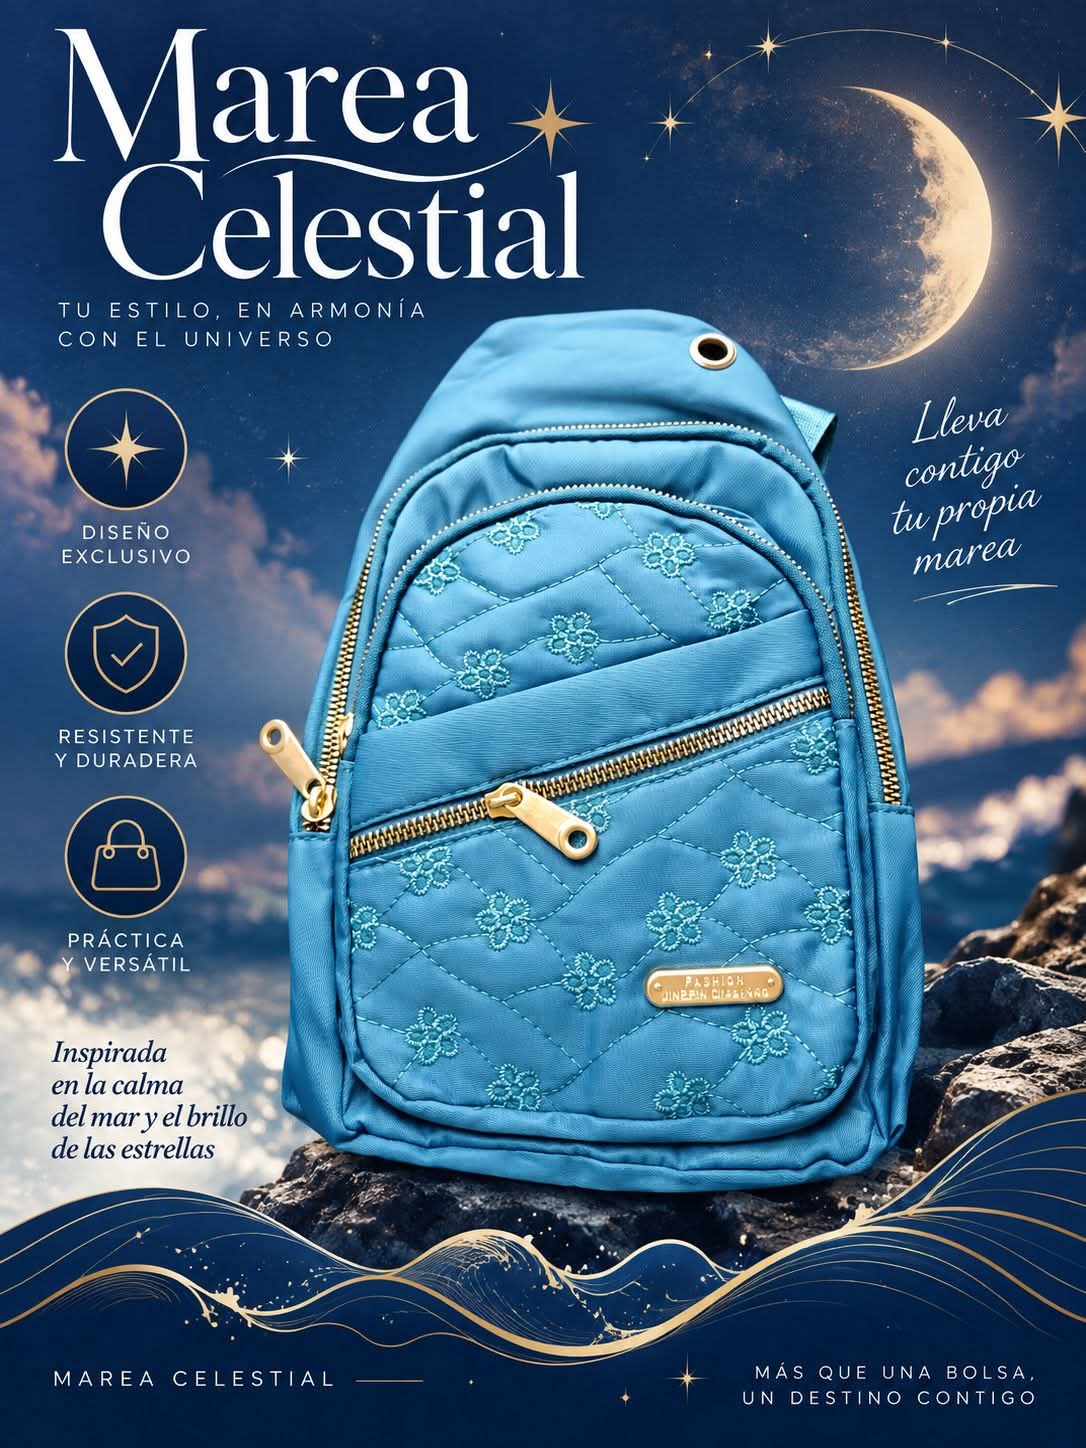 Marea
Celestial
TU ESTILO, EN ARMONÍA
CON EL UNIVERSO
Lleva
contigo
tu propia
marea
DISEÑO
EXCLUSIVO
RESISTENTE
Y DURADERA
PRÁCTICA
Y VERSÁTIL
FASHION
Inspirada
en la calma
del mar y el brillo
de las estrellas
MAREA CELESTIAL
MÁS QUE UNA BOLSA,
UN DESTINO CONTIGO